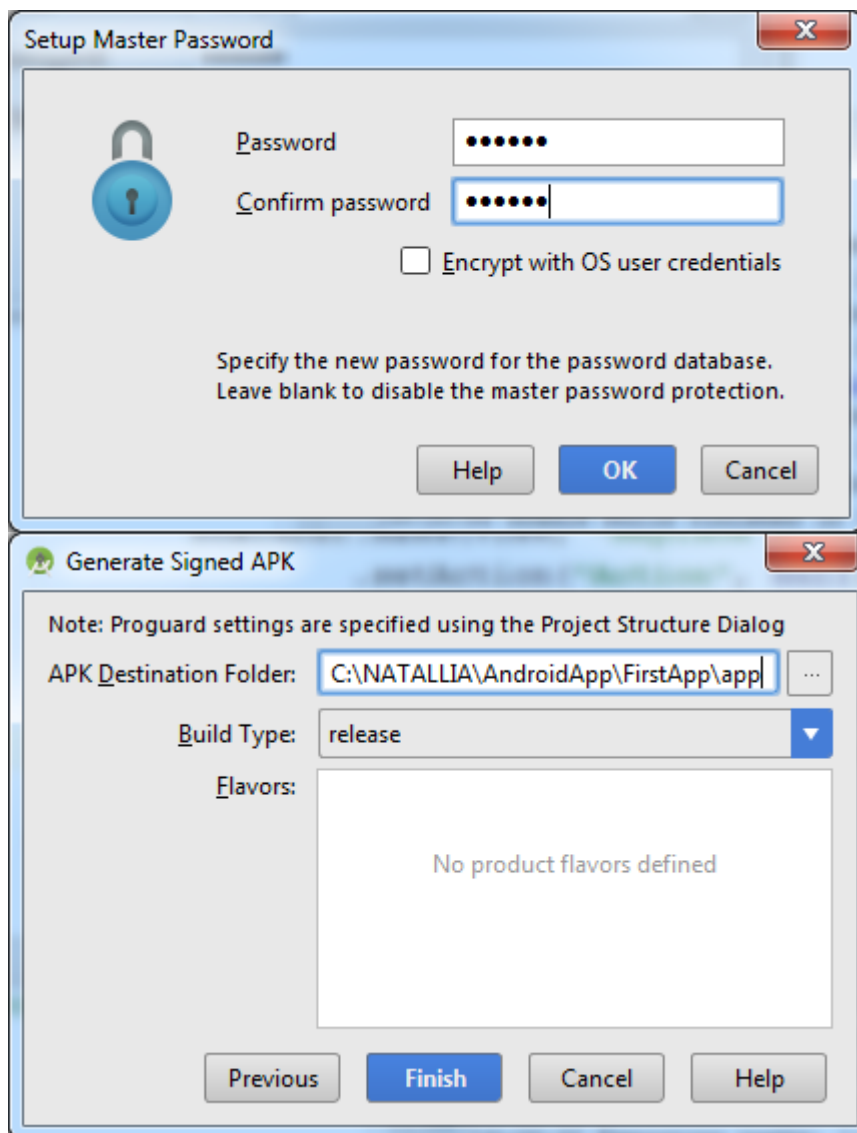 Setup Master Password
Password
••••••
Confirm password
••••••
Encrypt with OS user credentials
Specify the new password for the password database.
Leave blank to disable the master password protection.
Help OK Cancel
Generate Signed APK
Note: Proguard settings are specified using the Project Structure Dialog
APK Destination Folder: C:\NATALLIA\AndroidApp\FirstApp\app ...
Build Type: release
Flavors:
No product flavors defined
Previous Finish Cancel Help